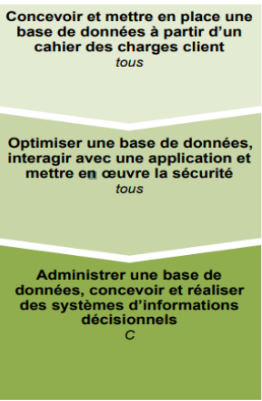 Concevoir et mettre en place une
base de données à partir d'un
cahier des charges client
tous
Optimiser une base de données,
interagir avec une application et
mettre en œuvre la sécurité
tous
Administrer une base de
données, concevoir et réaliser
des systèmes d'informations
décisionnels
C